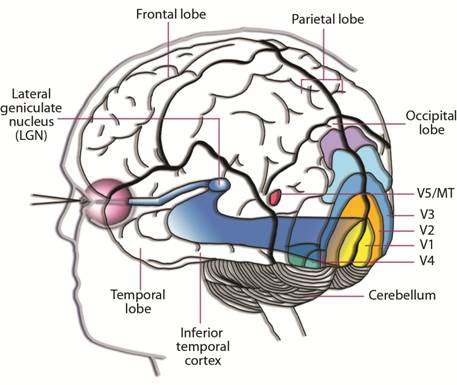 Frontal lobe
Parietal lobe
Lateral
geniculate
nucleus
(LGN)
Occipital
lobe
V5/MT
V3
V2
V1
V4
Cerebellum
Temporal
lobe
Inferior
temporal
cortex